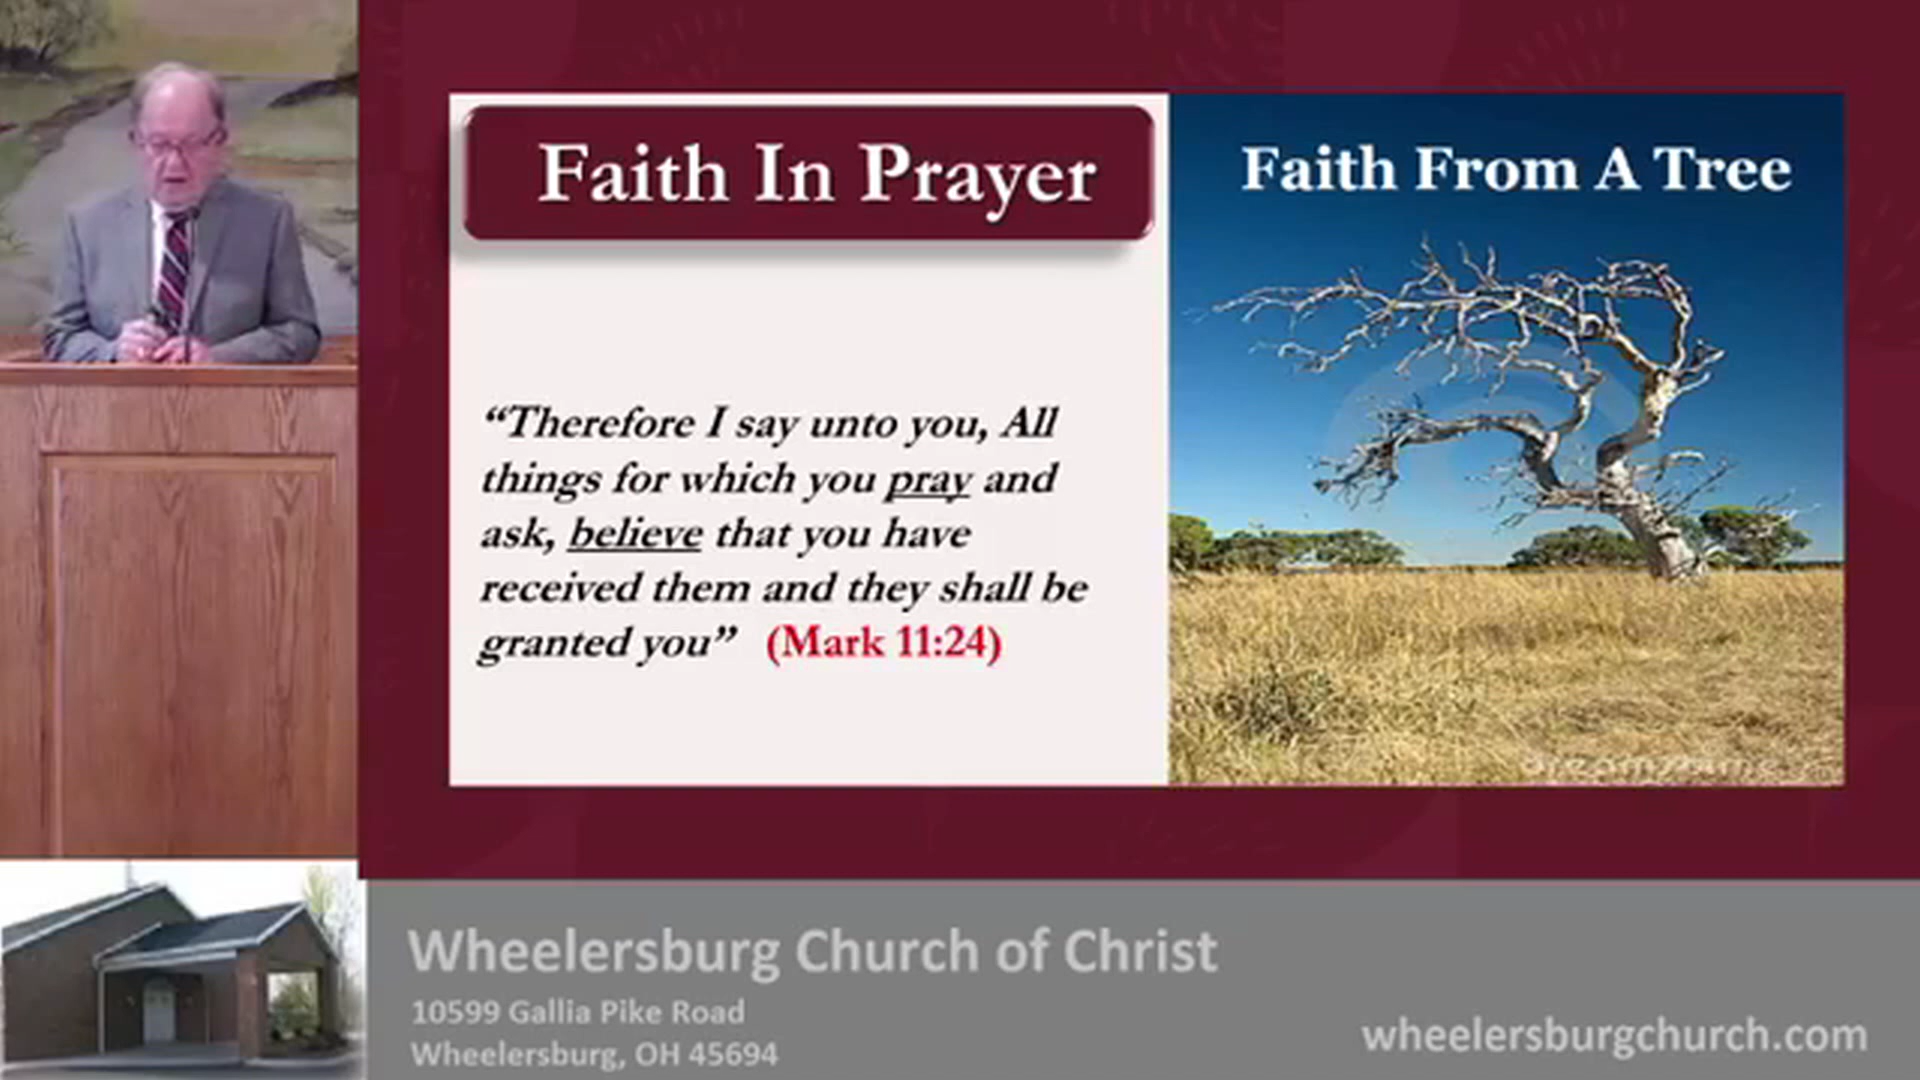 Faith In Prayer
"Therefore I say unto you, All
things for which you pray and
ask, believe that you have
received them and they shall be
granted you" (Mark 11:24)
Faith From A Tree
dreamstime
Wheelersburg Church of Christ
10599 Gallia Pike Road
Wheelersburg, OH 45694
wheelersburgchurch.com